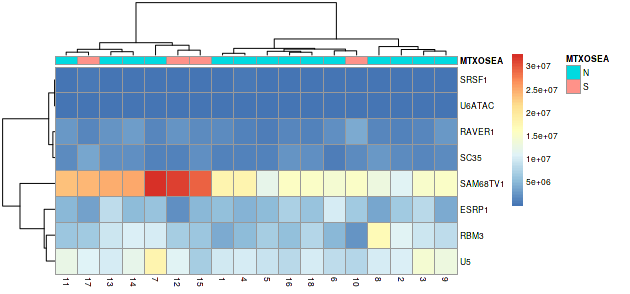 MTXOSEA
SRSF1
U6ATAC
RAVER1
SC35
SAM68TV1
ESRP1
RBM3
U5
11 17 13 14 7 12 15 1 4 5 16 18 6 10 8 2 3 9
3e+07
2.5e+07
2e+07
1.5e+07
1e+07
5e+06
MTXOSEA
N
S